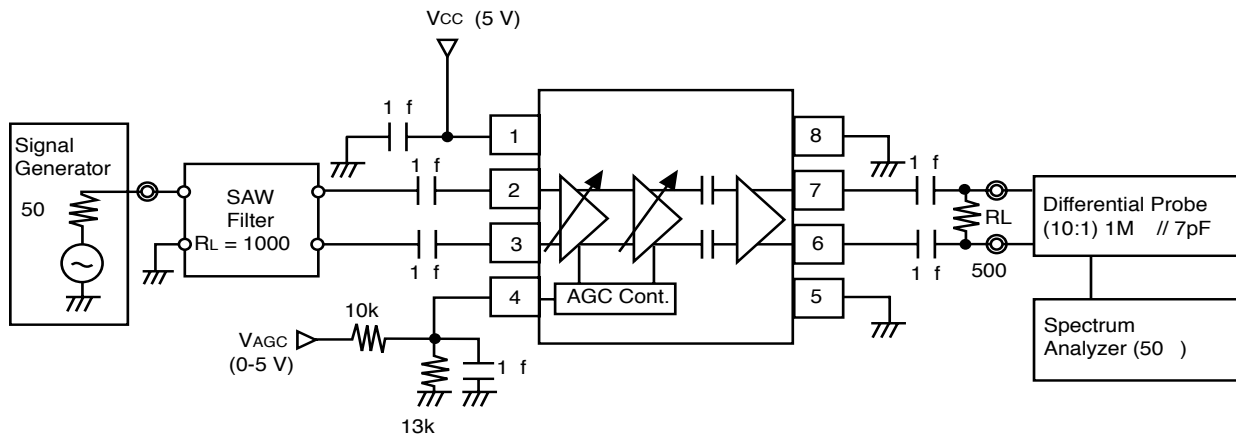 VCC (5 V)
1 f
1
8
Signal
Generator
50
SAW
Filter
RL = 1000
1 f
2
7
1 f
1 f
3
6
1 f
RL
500
Differential Probe
(10:1) 1M // 7pF
4
AGC Cont.
5
10k
VAGC
(0-5 V)
1 f
13k
Spectrum
Analyzer (50 )